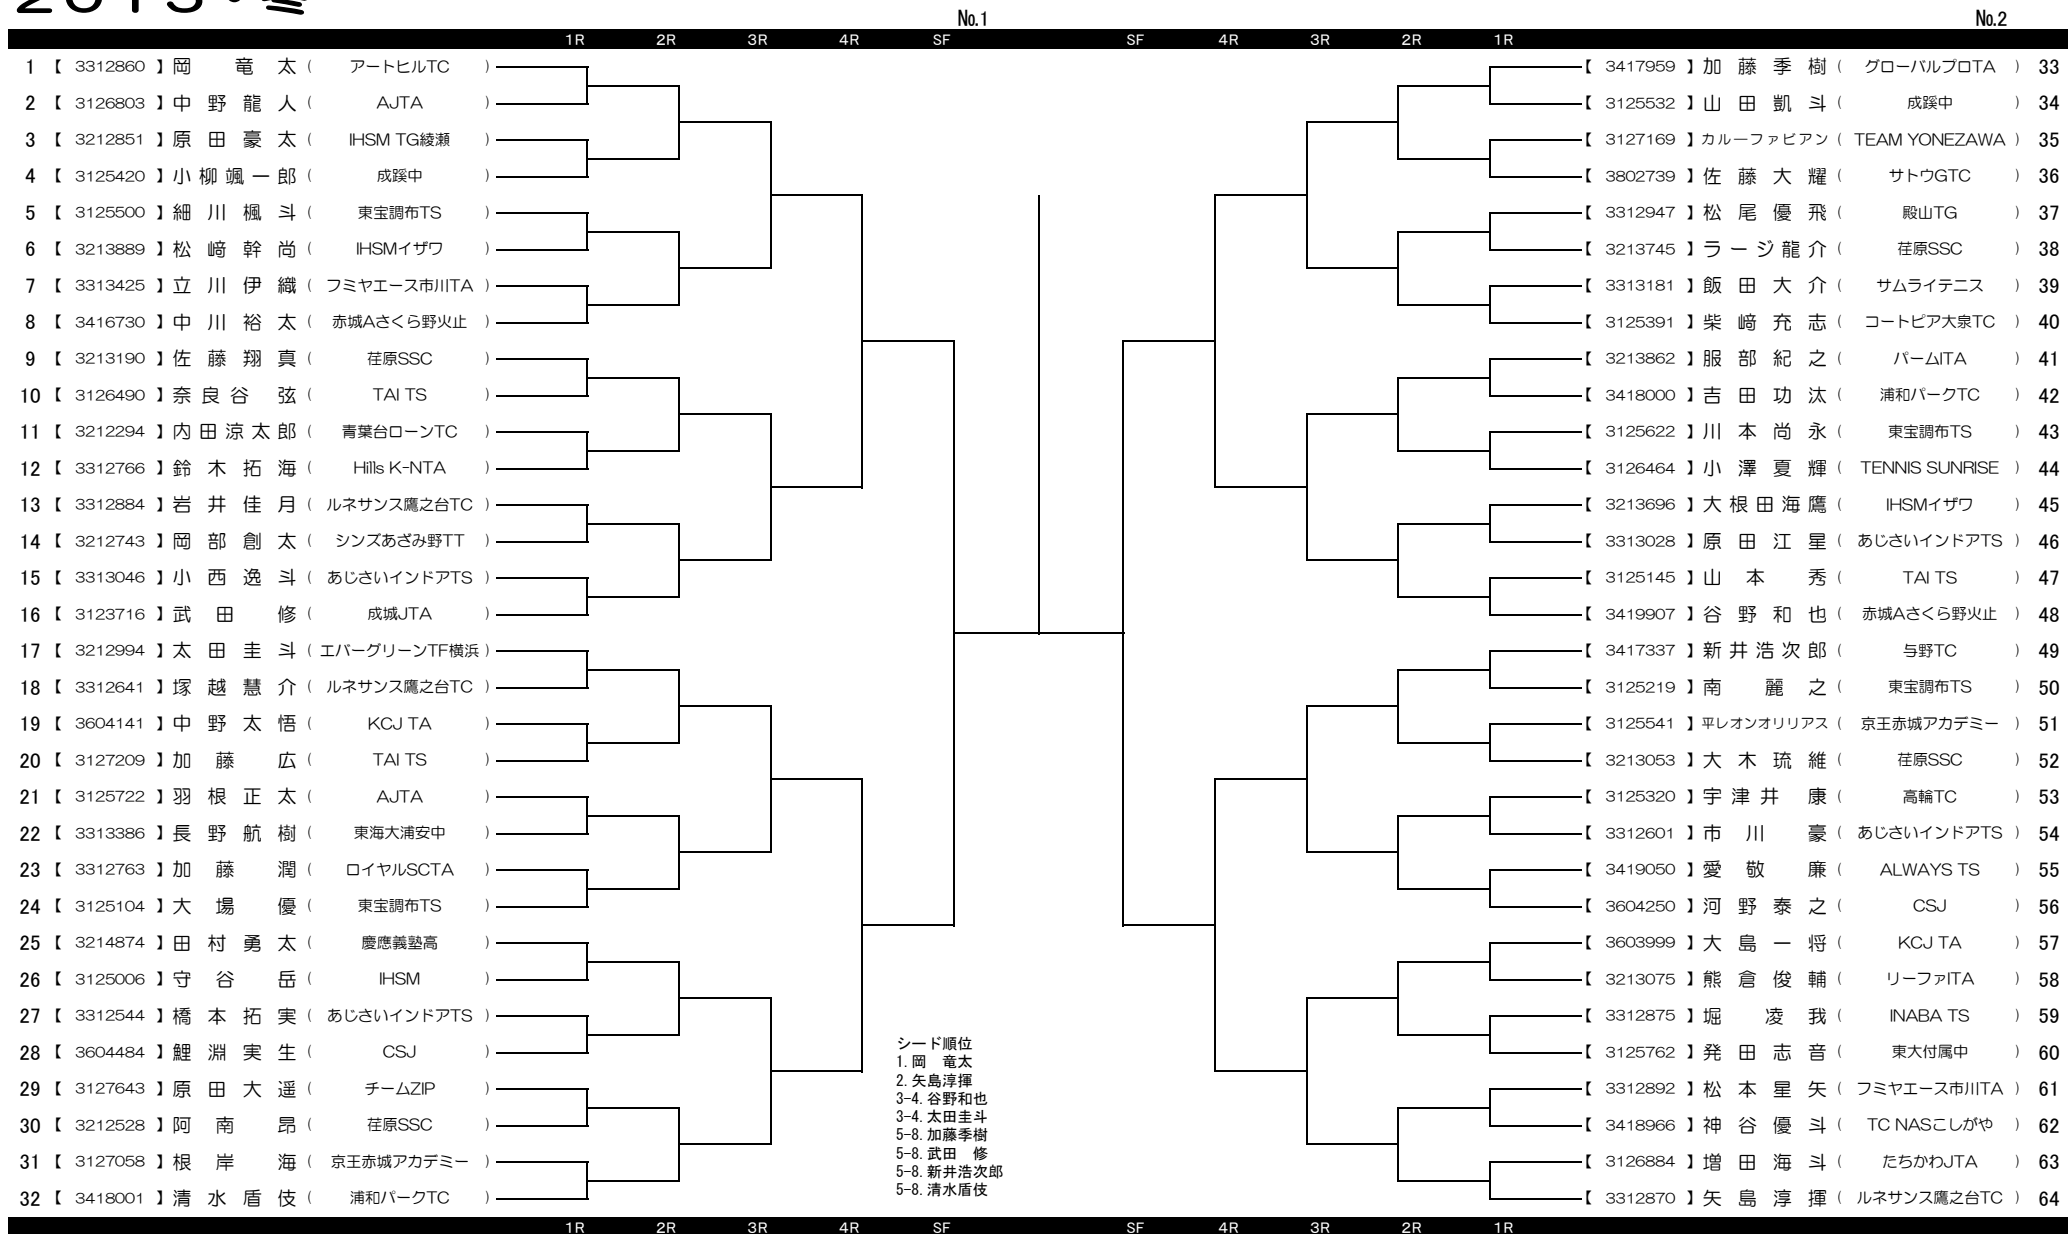 2013
No.1
No.2
1R 2R 3R 4R SF SF 4R 3R 2R 1R
1 【 3312860 】 岡 竜 太 ( アートヒルTC )
2 【 3126803 】 中 野 龍 人 ( AJTA )
3 【 3212851 】 原 田 豪 太 ( IHSM TG綾瀬 )
4 【 3125420 】 小 柳 颯 一 郎 ( 成蹊中 )
5 【 3125500 】 細 川 楓 斗 ( 東宝調布TS )
6 【 3213889 】 松 﨑 幹 尚 ( IHSMイザワ )
7 【 3313425 】 立 川 伊 織 ( フミヤエース市川TA )
8 【 3416730 】 中 川 裕 太 ( 赤城Aさくら野火止 )
9 【 3213190 】 佐 藤 翔 真 ( 荏原SSC )
10 【 3126490 】 奈 良 谷 弦 ( TAI TS )
11 【 3212294 】 内 田 涼 太 郎 ( 青葉台ローンTC )
12 【 3312766 】 鈴 木 拓 海 ( Hills K-NTA )
13 【 3312884 】 岩 井 佳 月 ( ルネサンス鷹之台TC )
14 【 3212743 】 岡 部 創 太 ( シンズあざみ野TT )
15 【 3313046 】 小 西 逸 斗 ( あじさいインドアTS )
16 【 3123716 】 武 田 修 ( 成城JTA )
17 【 3212994 】 太 田 圭 斗 ( エバーグリーンTF横浜 )
18 【 3312641 】 塚 越 慧 介 ( ルネサンス鷹之台TC )
19 【 3604141 】 中 野 太 悟 ( KCJ TA )
20 【 3127209 】 加 藤 広 ( TAI TS )
21 【 3125722 】 羽 根 正 太 ( AJTA )
22 【 3313386 】 長 野 航 樹 ( 東海大浦安中 )
23 【 3312763 】 加 藤 潤 ( ロイヤルSCTA )
24 【 3125104 】 大 場 優 ( 東宝調布TS )
25 【 3214874 】 田 村 勇 太 ( 慶應義塾高 )
26 【 3125006 】 守 谷 岳 ( IHSM )
27 【 3312544 】 橋 本 拓 実 ( あじさいインドアTS )
28 【 3604484 】 鯉 淵 実 生 ( CSJ )
29 【 3127643 】 原 田 大 遥 ( チームZIP )
30 【 3212528 】 阿 南 昂 ( 荏原SSC )
31 【 3127058 】 根 岸 海 ( 京王赤城アカデミー )
32 【 3418001 】 清 水 盾 伎 ( 浦和パークTC )
シード順位
1. 岡 竜太
2. 矢島淳揮
3-4. 谷野和也
3-4. 太田圭斗
5-8. 加藤季樹
5-8. 武田 修
5-8. 新井浩次郎
5-8. 清水盾伎
【 3417959 】 加 藤 季 樹 ( グローバルプロTA ) 33
【 3125532 】 山 田 凱 斗 ( 成蹊中 ) 34
【 3127169 】 カルーファビアン ( TEAM YONEZAWA ) 35
【 3802739 】 佐 藤 大 耀 ( サトウGTC ) 36
【 3312947 】 松 尾 優 飛 ( 殿山TG ) 37
【 3213745 】 ラ ー ジ 龍 介 ( 荏原SSC ) 38
【 3313181 】 飯 田 大 介 ( サムライテニス ) 39
【 3125391 】 柴 﨑 充 志 ( コートピア大泉TC ) 40
【 3213862 】 服 部 紀 之 ( パームITA ) 41
【 3418000 】 吉 田 功 汰 ( 浦和パークTC ) 42
【 3125622 】 川 本 尚 永 ( 東宝調布TS ) 43
【 3126464 】 小 澤 夏 輝 ( TENNIS SUNRISE ) 44
【 3213696 】 大 根 田 海 鷹 ( IHSMイザワ ) 45
【 3313028 】 原 田 江 星 ( あじさいインドアTS ) 46
【 3125145 】 山 本 秀 ( TAI TS ) 47
【 3419907 】 谷 野 和 也 ( 赤城Aさくら野火止 ) 48
【 3417337 】 新 井 浩 次 郎 ( 与野TC ) 49
【 3125219 】 南 麗 之 ( 東宝調布TS ) 50
【 3125541 】 平レオンオリリアス ( 京王赤城アカデミー ) 51
【 3213053 】 大 木 琉 維 ( 荏原SSC ) 52
【 3125320 】 宇 津 井 康 ( 高輪TC ) 53
【 3312601 】 市 川 豪 ( あじさいインドアTS ) 54
【 3419050 】 愛 敬 廉 ( ALWAYS TS ) 55
【 3604250 】 河 野 泰 之 ( CSJ ) 56
【 3603999 】 大 島 一 将 ( KCJ TA ) 57
【 3213075 】 熊 倉 俊 輔 ( リーファITA ) 58
【 3312875 】 堀 凌 我 ( INABA TS ) 59
【 3125762 】 発 田 志 音 ( 東大付属中 ) 60
【 3312892 】 松 本 星 矢 ( フミヤエース市川TA ) 61
【 3418966 】 神 谷 優 斗 ( TC NASこしがや ) 62
【 3126884 】 増 田 海 斗 ( たちかわJTA ) 63
【 3312870 】 矢 島 淳 揮 ( ルネサンス鷹之台TC ) 64
1R 2R 3R 4R SF SF 4R 3R 2R 1R